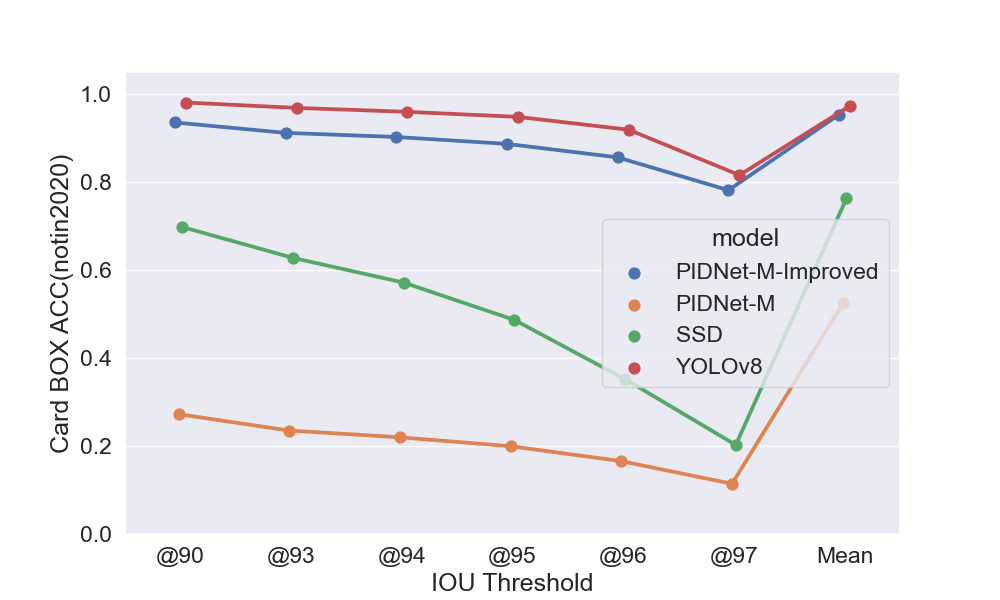 Card BOX ACC(notin2020)
1.0
0.8
0.6
0.4
0.2
0.0
model
PIDNet-M-Improved
PIDNet-M
SSD
YOLOv8
@90 @93 @94 @95 @96 @97 Mean
IOU Threshold